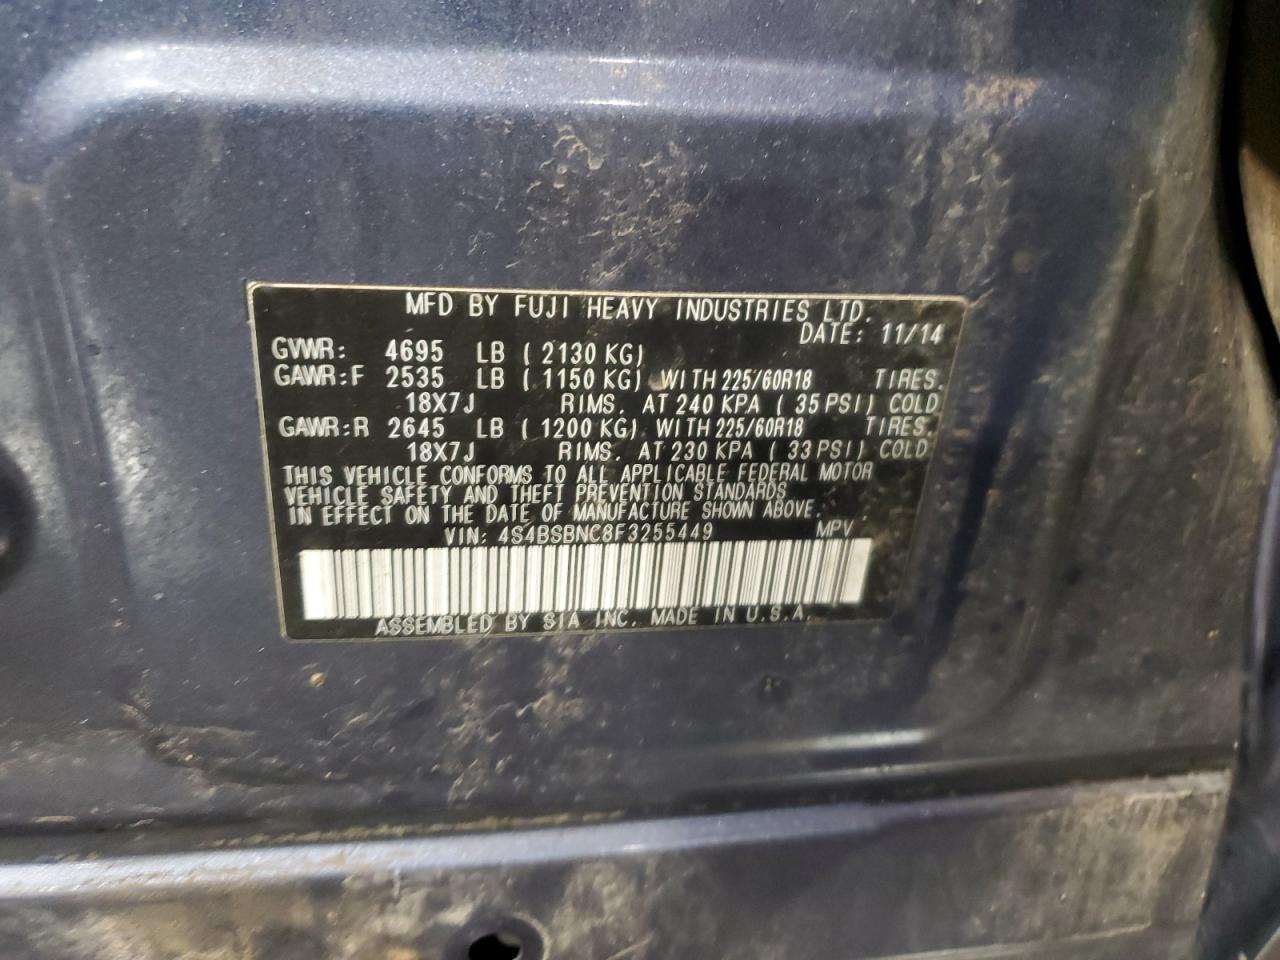 MFD BY FUJI HEAVY INDUSTRIES LTD.
DATE: 11/14
GVWR: 4695 LB ( 2130 KG)
GAWR:F 2535 LB ( 1150 KG) WITH 225/60R18 TIRES.
18X7J RIMS. AT 240 KPA ( 35 PSI) COLD
GAWR:R 2645 LB ( 1200 KG) WITH 225/60R18 TIRES.
18X7J RIMS. AT 230 KPA ( 33 PSI) COLD
THIS VEHICLE CONFORMS TO ALL APPLICABLE FEDERAL MOTOR
VEHICLE SAFETY AND THEFT PREVENTION STANDARDS
IN EFFECT ON THE DATE OF MANUFACTURE SHOWN ABOVE.
VIN: 4S4BSBNC8F3255449 MPV
ASSEMBLED BY SIA INC. MADE IN U.S.A.